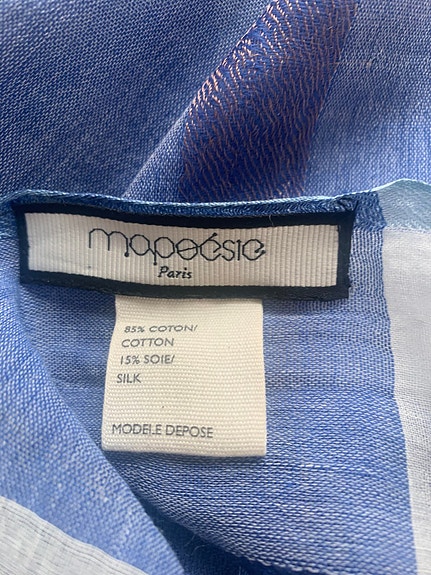 mapoésie
Paris
85% COTON/
COTTON
15% SOIE/
SILK
MODELE DEPOSE